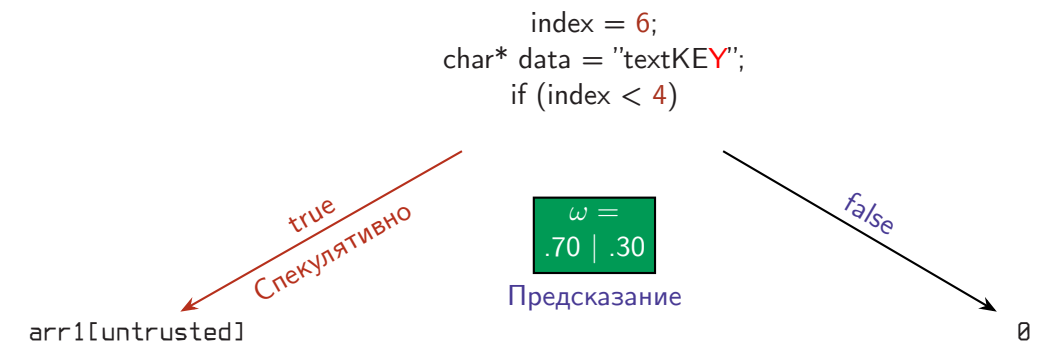 index = 6;
char* data = ”textKEY”;
if (index < 4)
true
Спекулятивно
ω =
.70 | .30
false
Предсказание
arr1[untrusted]
0